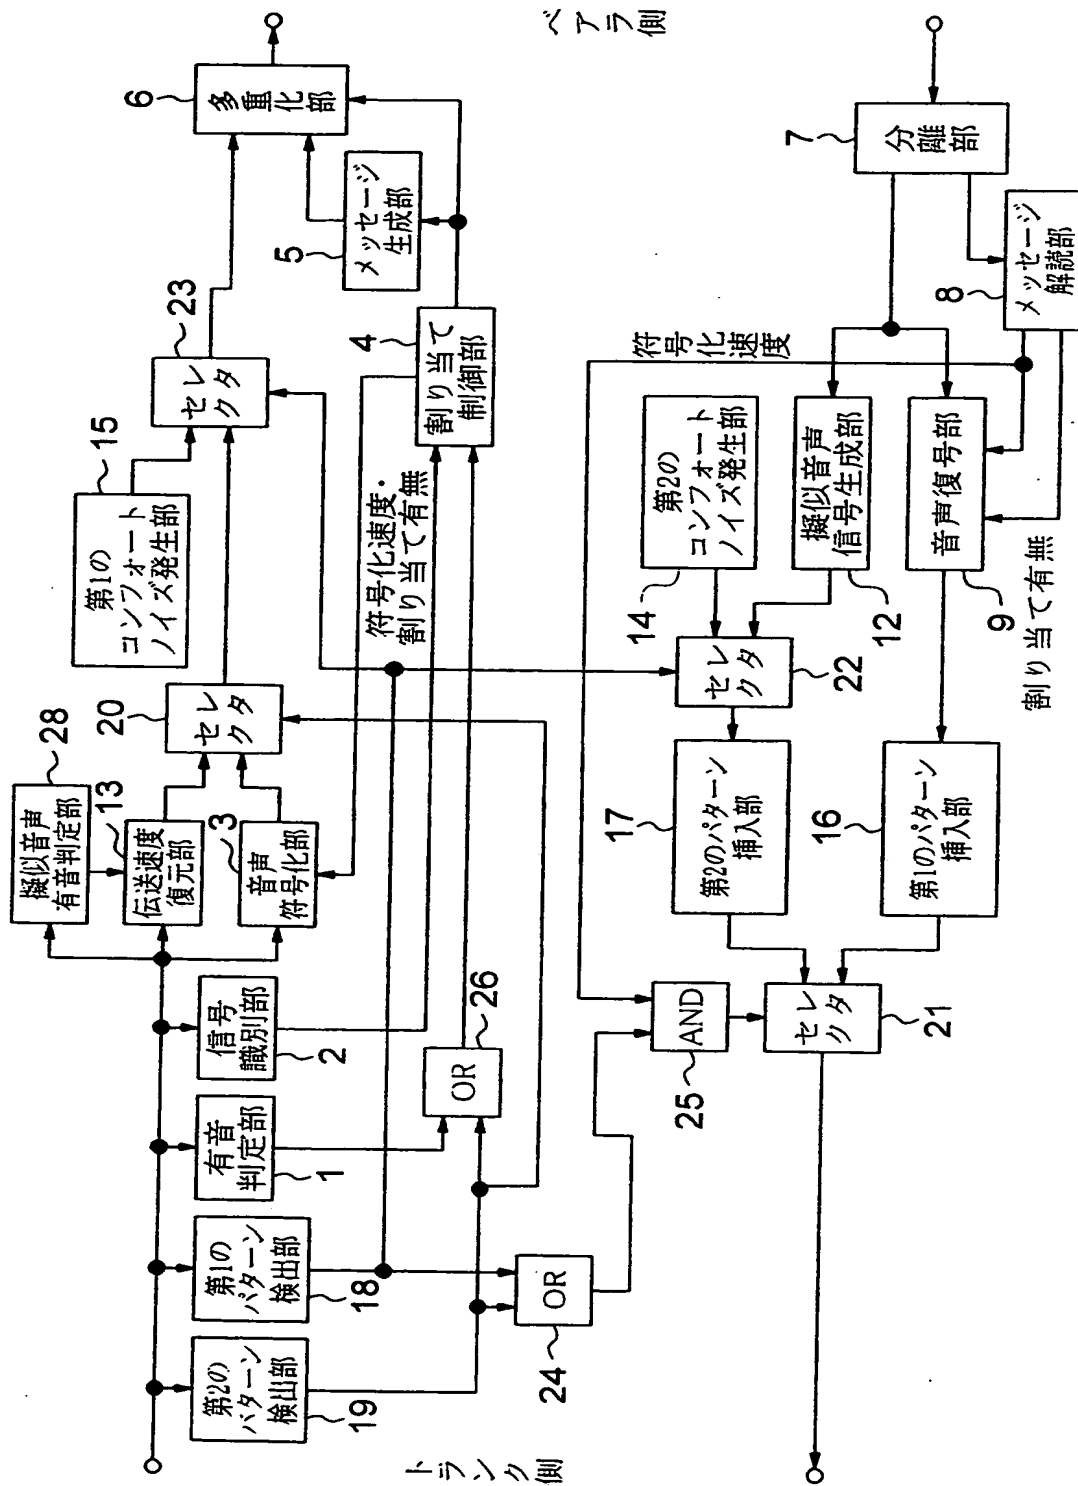 トランク側
ベアラ側
第2の
パターン
検出部
19
第1の
パターン
検出部
18
有音
判定部
1
信号
識別部
2
擬似音声
有音判定部
28
伝送速度
復元部
13
音声
符号化部
3
セレ
クタ
20
第1の
コンフォート
ノイズ発生部
15
セレ
クタ
23
多重
化部
6
メッセージ
生成部
5
割り当て
制御部
4
符号化速度・
割り当て有無
OR
26
OR
24
AND
25
セレ
クタ
21
第2のパターン
挿入部
17
第1のパターン
挿入部
16
セレ
クタ
22
第2の
コンフォート
ノイズ発生部
14
擬似音声
信号生成部
12
音声復号部
9
割り当て有無
符号化速度
メッセージ
解読部
8
分離
部
7